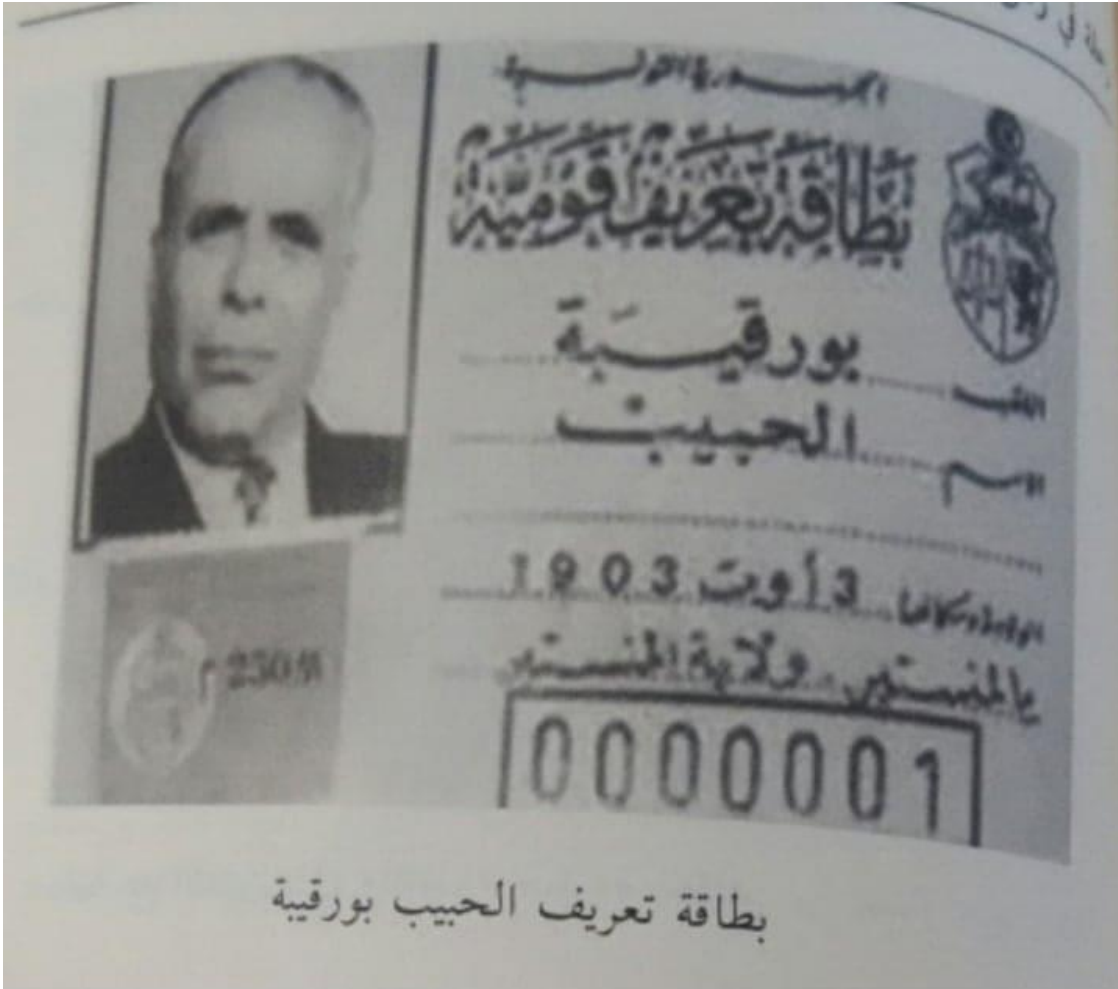 الجمهورية التونسية
بطاقة تعريف قومية
اللقب بورقيبة
الاسم الحبيب
الولادة ومكانها 3 أوت 1903
بالمنستير ولاية المنستير
0000001
بطاقة تعريف الحبيب بورقيبة